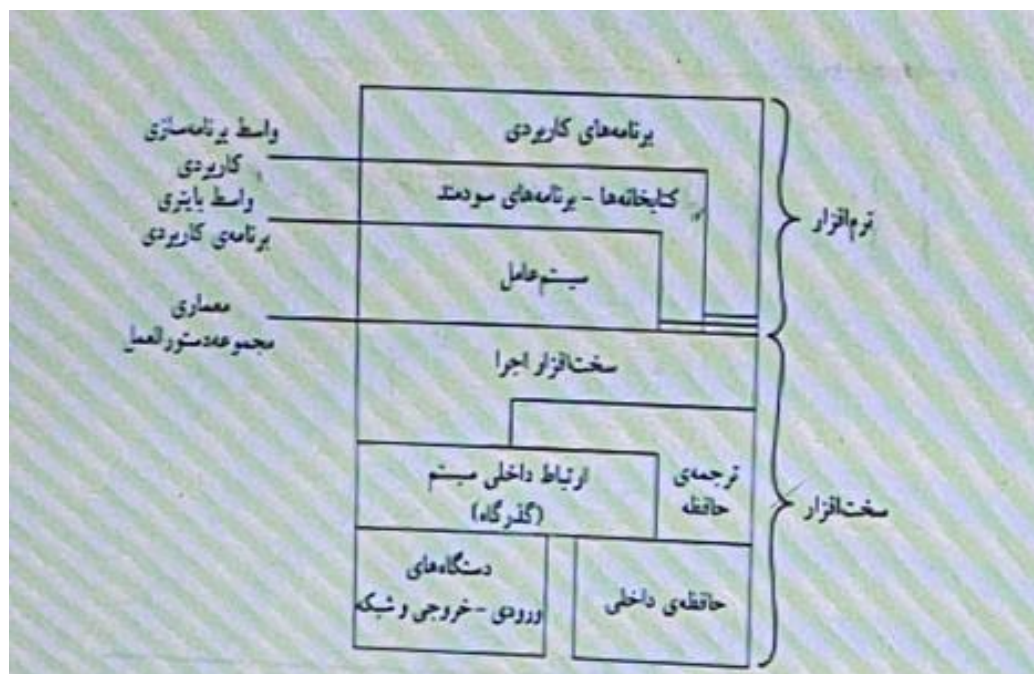 برنامه‌های کاربردی
واسط برنامه‌سازی
کاربردی
کتابخانه‌ها - برنامه‌های سودمند
نرم‌افزار
واسط باینری
برنامه‌ی کاربردی
سیستم‌عامل
معماری
مجموعه‌دستورالعمل
سخت‌افزار اجرا
ارتباط داخلی سیستم
(گذرگاه)
ترجمه‌ی
حافظه
سخت‌افزار
دستگاه‌های
ورودی - خروجی و شبکه
حافظه‌ی داخلی